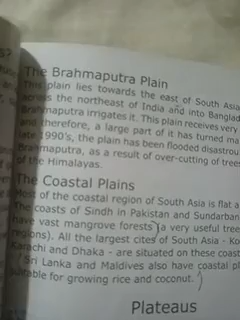 The Brahmaputra Plain
This plain lies towards the east of South Asia
across the northeast of India and into Banglad
Brahmaputra irrigates it. This plain receives very
and therefore, a large part of it has turned ma
late 1990's, the plain has been flooded disastrou
Brahmaputra, as a result of over-cutting of trees
of the Himalayas.
The Coastal Plains
Most of the coastal region of South Asia is flat a
The coasts of Sindh in Pakistan and Sundarban
have vast mangrove forests (a very useful tree
regions). All the largest cities of South Asia - Ko
Karachi and Dhaka - are situated on these coast
Sri Lanka and Maldives also have coastal pl
suitable for growing rice and coconut.
Plateaus